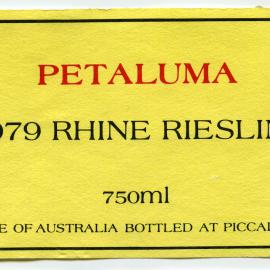 PETALUMA
979 RHINE RIESLIN
750ml
E OF AUSTRALIA BOTTLED AT PICCAD